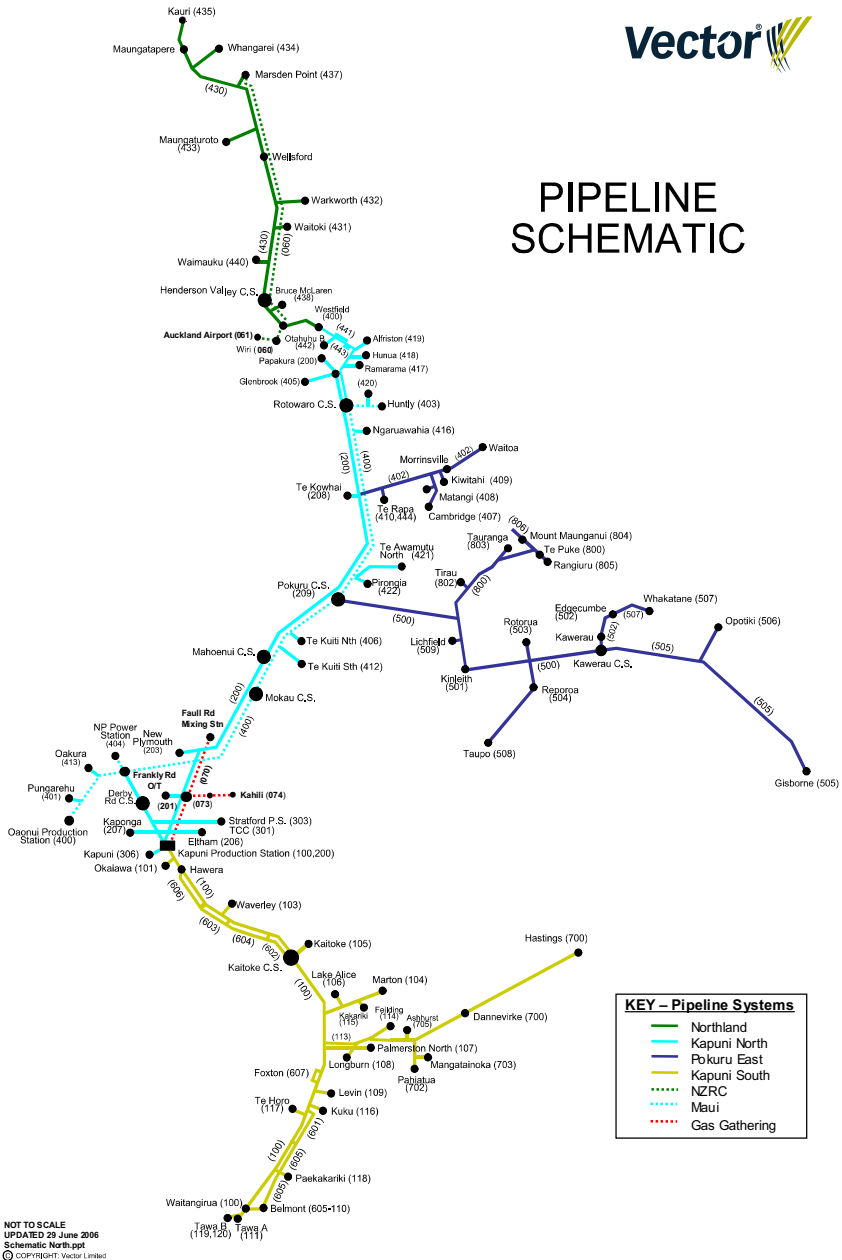 Vector®
PIPELINE
SCHEMATIC
Kauri (435)
Maungatapere
Whangarei (434)
Marsden Point (437)
(430)
Maungaturoto
(433)
Wellsford
Warkworth (432)
Waitoki (431)
(430)
(060)
Waimauku (440)
Henderson Valley C.S.
Bruce McLaren
(438)
Westfield
(400)
Auckland Airport (061)
Wiri (060)
Otahuhu B
(442)
(441)
(443)
Alfriston (419)
Hunua (418)
Papakura (200)
Ramarama (417)
Glenbrook (405)
(420)
Rotowaro C.S.
Huntly (403)
Ngaruawahia (416)
(200)
(400)
Waitoa
(402)
Morrinsville
(402)
Kiwitahi (409)
Te Kowhai
(208)
Matangi (408)
Te Rapa
(410,444)
Cambridge (407)
(806)
Mount Maunganui (804)
Tauranga
(803)
Te Puke (800)
Rangiuru (805)
Te Awamutu
North (421)
Tirau
(802)
(800)
Pokuru C.S.
(209)
Pirongia
(422)
(500)
Edgecumbe
(502)
Whakatane (507)
(507)
Opotiki (506)
Rotorua
(503)
Kawerau
(502)
Lichfield
(509)
(505)
Te Kuiti Nth (406)
Mahoenui C.S.
Te Kuiti Sth (412)
Kinleith
(501)
(500)
Kawerau C.S.
Reporoa
(504)
(505)
(200)
Mokau C.S.
(400)
Faull Rd
Mixing Stn
NP Power
Station
(404)
New
Plymouth
(203)
Taupo (508)
Gisborne (505)
Oakura
(413)
Frankly Rd
O/T
(070)
Pungarehu
(401)
Derby
Rd C.S.
(201)
(073)
Kahili (074)
Oaonui Production
Station (400)
Kaponga
(207)
Stratford P.S. (303)
TCC (301)
Eltham (206)
Kapuni (306)
Kapuni Production Station (100,200)
Okaiawa (101)
Hawera
(606)
(100)
Waverley (103)
(603)
(604)
(602)
Kaitoke (105)
Kaitoke C.S.
Hastings (700)
Lake Alice
(106)
Marton (104)
(100)
Kakariki
(115)
Feilding
(114)
Ashhurst
(705)
Dannevirke (700)
(113)
Palmerston North (107)
Longburn (108)
Mangatainoka (703)
Pahiatua
(702)
Foxton (607)
Levin (109)
Te Horo
(117)
Kuku (116)
(601)
(100)
(605)
Paekakariki (118)
(605)
Waitangirua (100)
Belmont (605-110)
Tawa B
(119,120)
Tawa A
(111)
KEY – Pipeline Systems
Northland
Kapuni North
Pokuru East
Kapuni South
NZRC
Maui
Gas Gathering
NOT TO SCALE
UPDATED 29 June 2006
Schematic North.ppt
© COPYRIGHT: Vector Limited